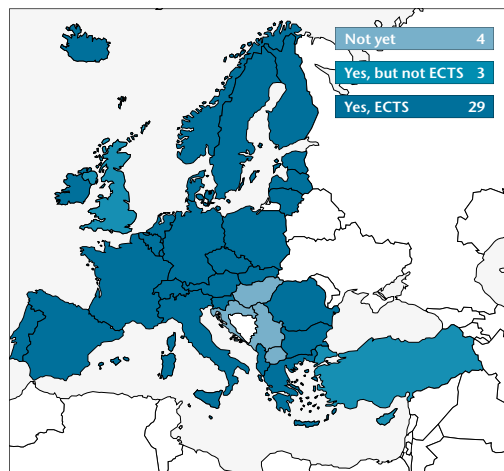 Not yet 4
Yes, but not ECTS 3
Yes, ECTS 29